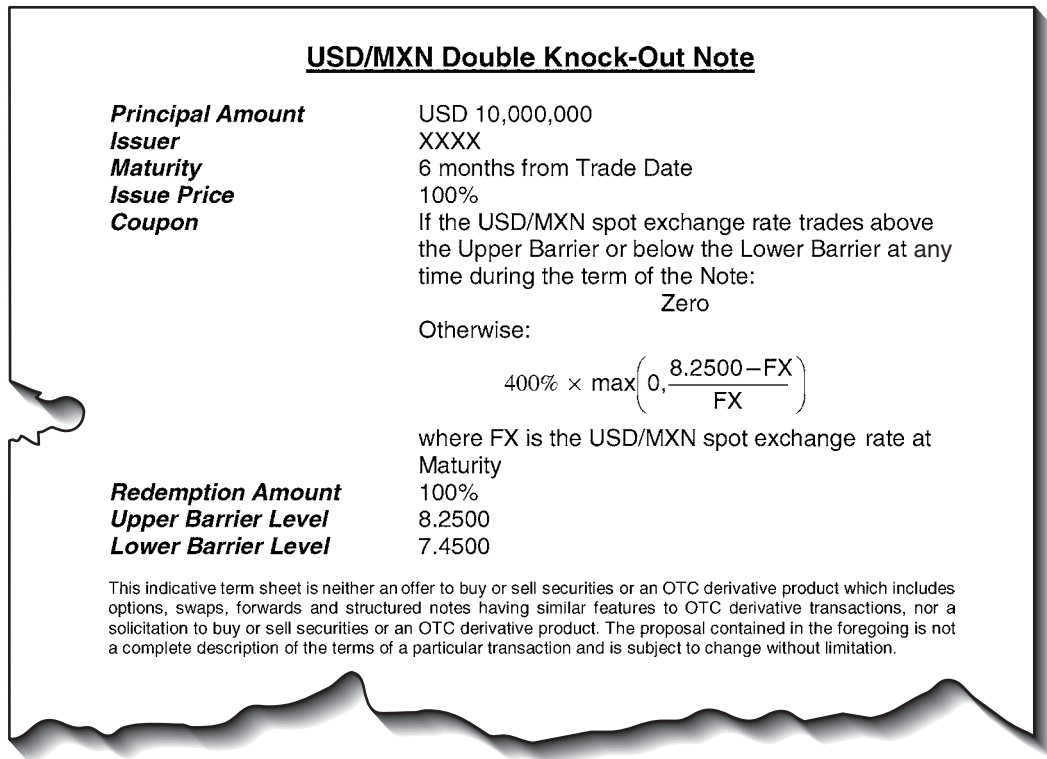 USD/MXN Double Knock-Out Note
Principal Amount USD 10,000,000
Issuer XXXX
Maturity 6 months from Trade Date
Issue Price 100%
Coupon If the USD/MXN spot exchange rate trades above
the Upper Barrier or below the Lower Barrier at any
time during the term of the Note:
Zero
Otherwise:
400% × max(0, (8.2500−FX)/FX)
where FX is the USD/MXN spot exchange rate at
Maturity
Redemption Amount 100%
Upper Barrier Level 8.2500
Lower Barrier Level 7.4500
This indicative term sheet is neither an offer to buy or sell securities or an OTC derivative product which includes
options, swaps, forwards and structured notes having similar features to OTC derivative transactions, nor a
solicitation to buy or sell securities or an OTC derivative product. The proposal contained in the foregoing is not
a complete description of the terms of a particular transaction and is subject to change without limitation.